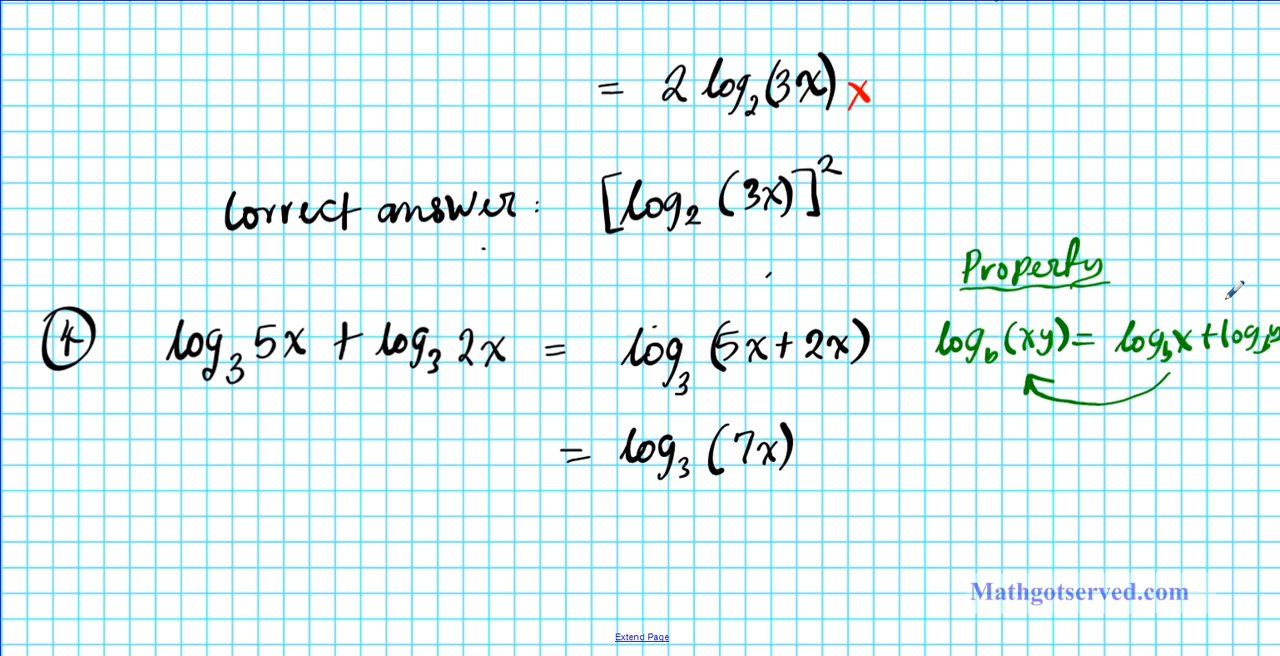 = 2 log₂(3x) x
Correct answer: [log₂ (3x)]²
Property
4 log₃ 5x + log₃ 2x = log₃ (5x + 2x) log_b (xy) = log_b x + log_b y
= log₃ (7x)
Mathgotserved.com
Extend Page